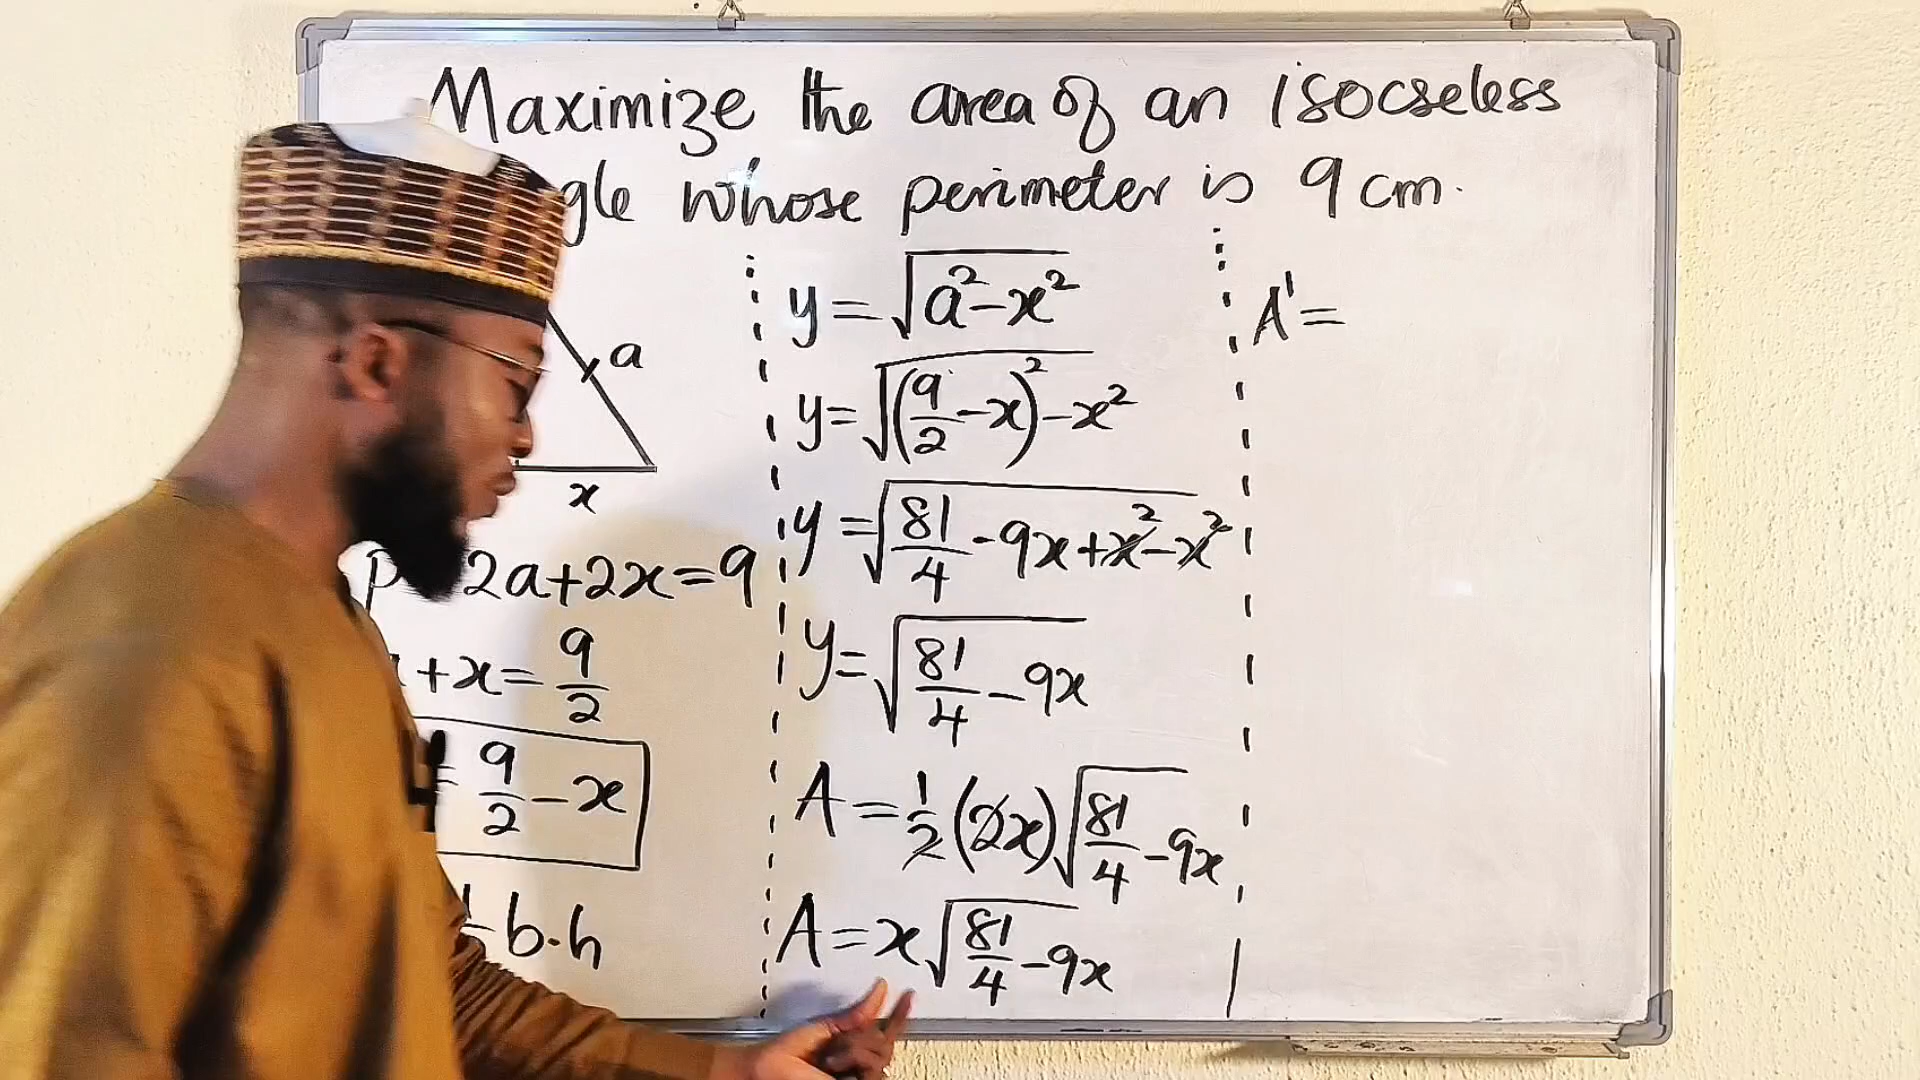 Maximize the area of an isocseless
gle whose perimeter is 9 cm.
a
x
P 2a+2x=9
+x=9/2
=9/2-x
b.h
y=√(a²-x²)
y=√((9/2-x)²-x²)
y=√(81/4-9x+x²-x²)
y=√(81/4-9x)
A=1/2(2x)√(81/4-9x)
A=x√(81/4-9x)
A'=